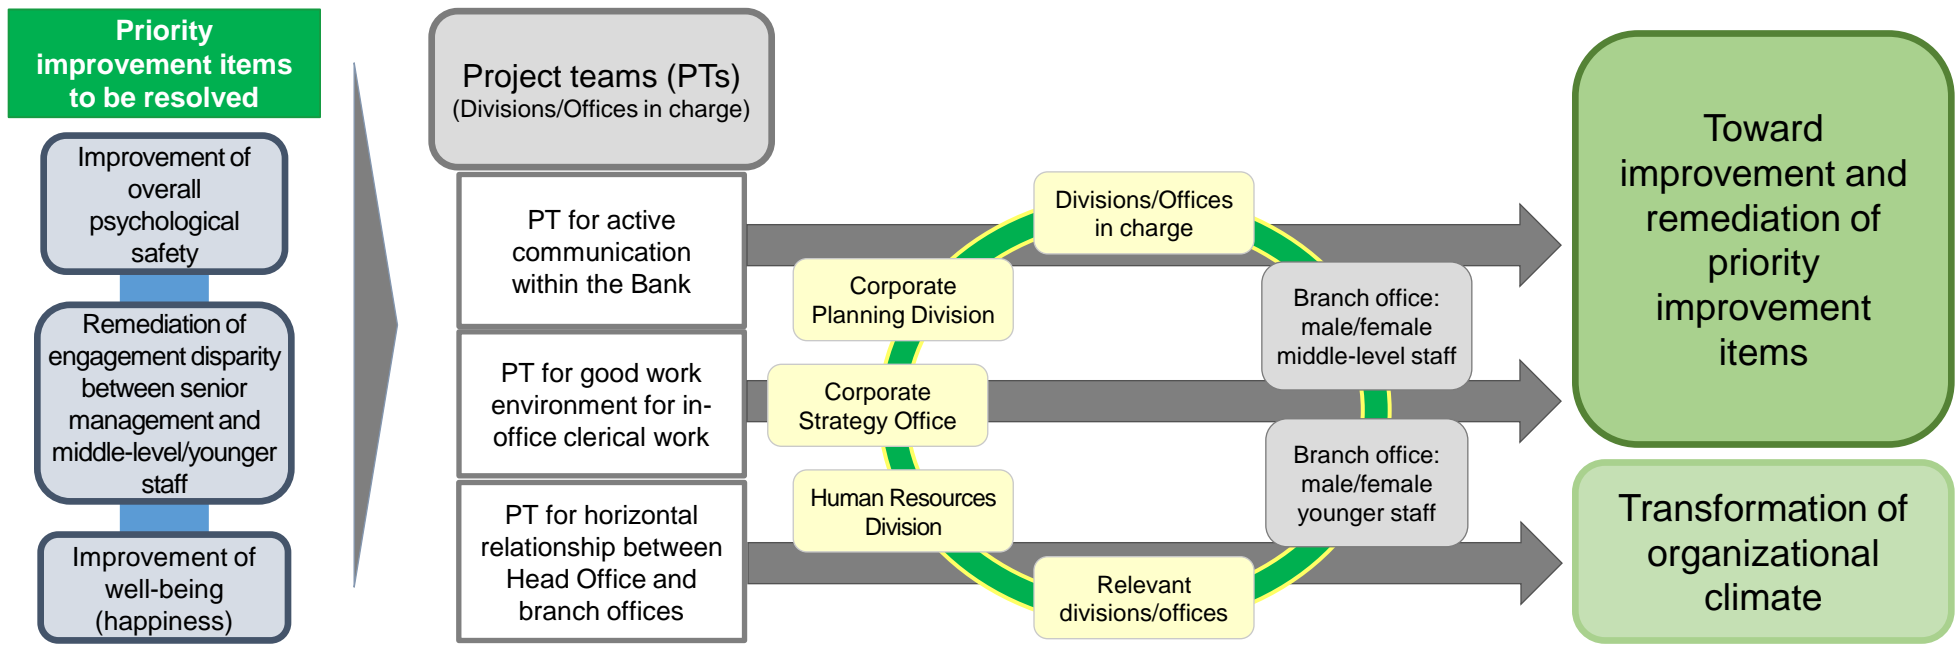 Priority
improvement items
to be resolved
Improvement of
overall
psychological
safety
Remediation of
engagement disparity
between senior
management and
middle-level/younger
staff
Improvement of
well-being
(happiness)
Project teams (PTs)
(Divisions/Offices in charge)
PT for active
communication
within the Bank
PT for good work
environment for in-
office clerical work
PT for horizontal
relationship between
Head Office and
branch offices
Divisions/Offices
in charge
Corporate
Planning Division
Corporate
Strategy Office
Human Resources
Division
Relevant
divisions/offices
Branch office:
male/female
middle-level staff
Branch office:
male/female
younger staff
Toward
improvement and
remediation of
priority
improvement
items
Transformation of
organizational
climate